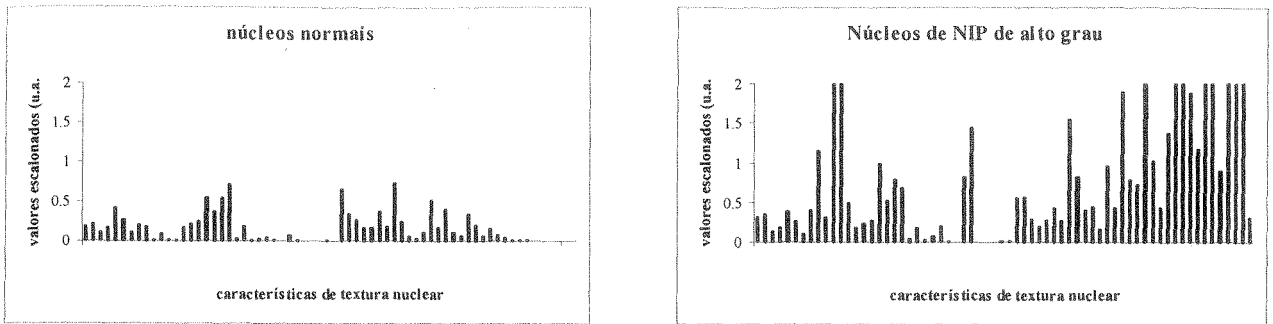 núcleos normais
valores escalonados (u.a.
2
1.5
1
0.5
0
características de textura nuclear
Núcleos de NIP de alto grau
valores escalonados (u.a.
2
1.5
1
0.5
0
características de textura nuclear